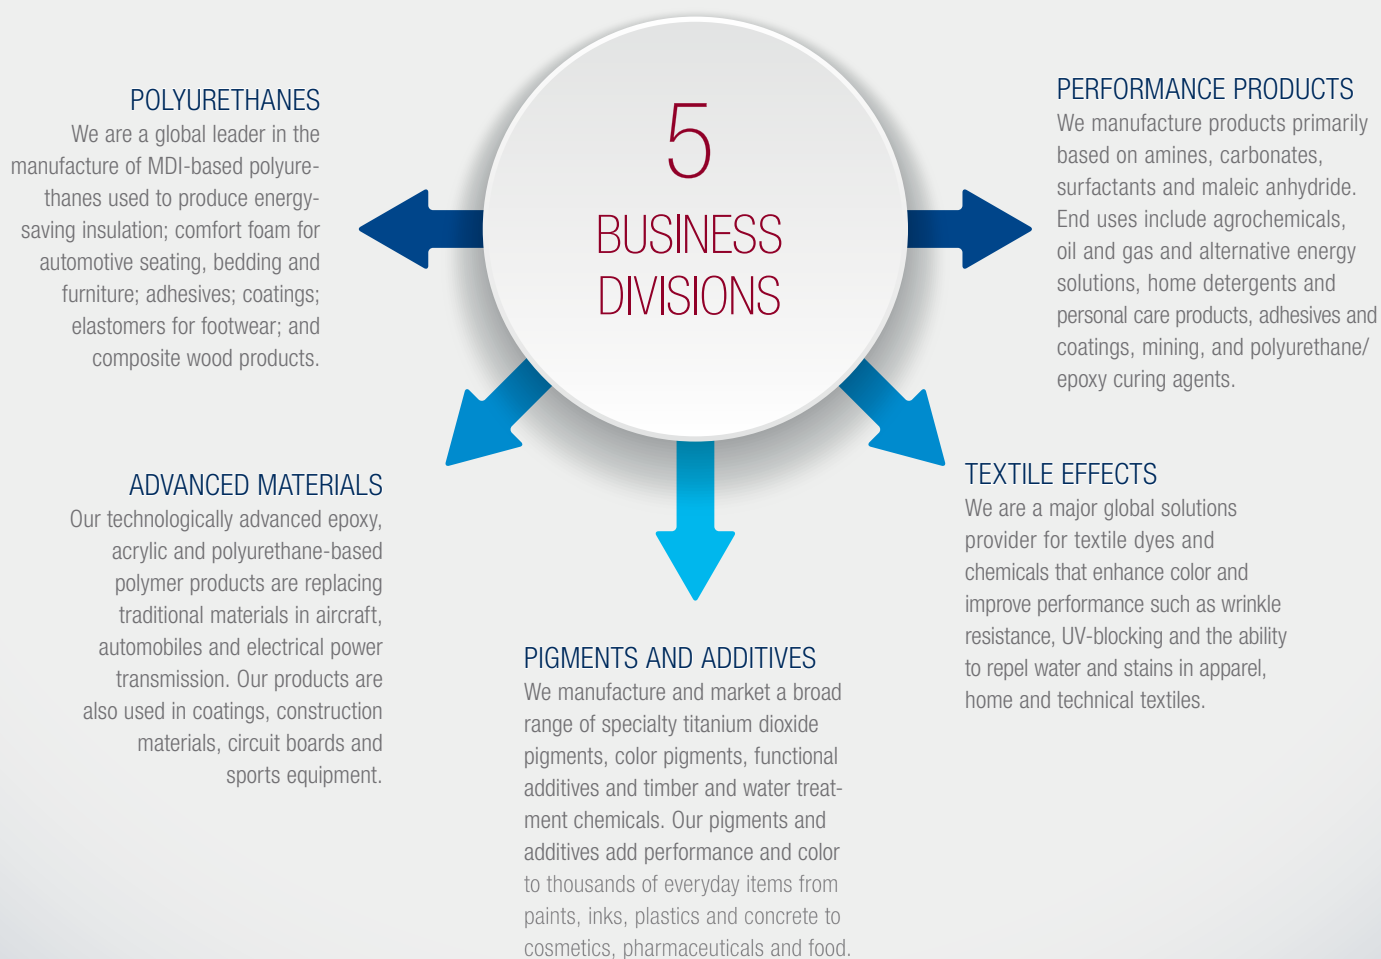 5
BUSINESS
DIVISIONS
POLYURETHANES
We are a global leader in the
manufacture of MDI-based polyure-
thanes used to produce energy-
saving insulation; comfort foam for
automotive seating, bedding and
furniture; adhesives; coatings;
elastomers for footwear; and
composite wood products.
ADVANCED MATERIALS
Our technologically advanced epoxy,
acrylic and polyurethane-based
polymer products are replacing
traditional materials in aircraft,
automobiles and electrical power
transmission. Our products are
also used in coatings, construction
materials, circuit boards and
sports equipment.
PIGMENTS AND ADDITIVES
We manufacture and market a broad
range of specialty titanium dioxide
pigments, color pigments, functional
additives and timber and water treat-
ment chemicals. Our pigments and
additives add performance and color
to thousands of everyday items from
paints, inks, plastics and concrete to
cosmetics, pharmaceuticals and food.
TEXTILE EFFECTS
We are a major global solutions
provider for textile dyes and
chemicals that enhance color and
improve performance such as wrinkle
resistance, UV-blocking and the ability
to repel water and stains in apparel,
home and technical textiles.
PERFORMANCE PRODUCTS
We manufacture products primarily
based on amines, carbonates,
surfactants and maleic anhydride.
End uses include agrochemicals,
oil and gas and alternative energy
solutions, home detergents and
personal care products, adhesives and
coatings, mining, and polyurethane/
epoxy curing agents.